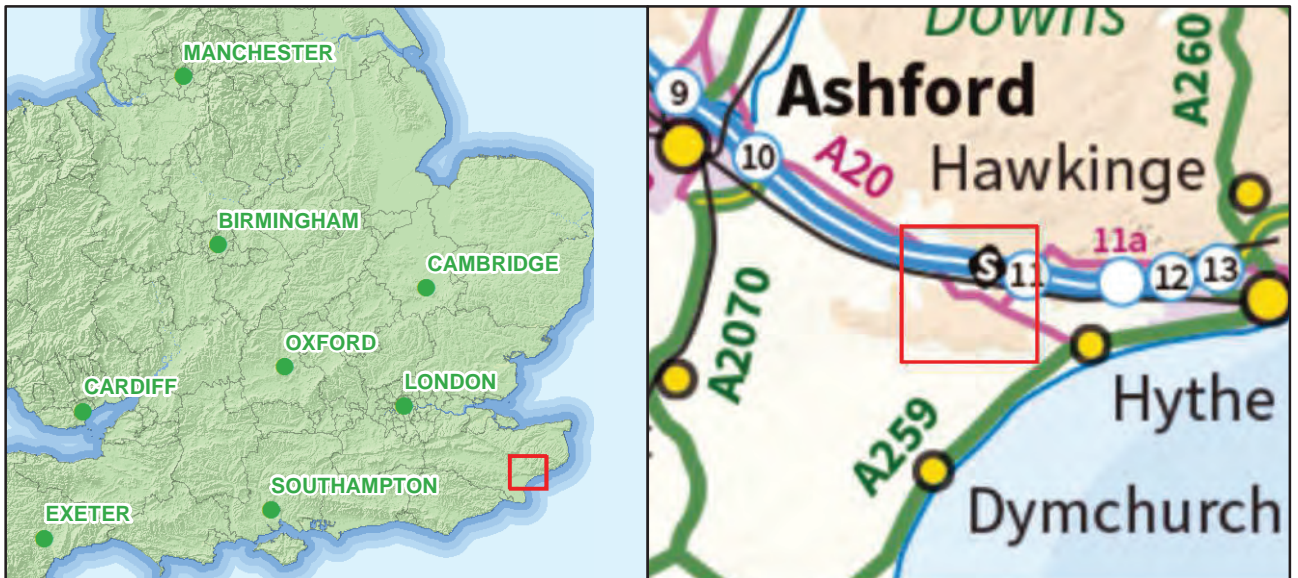 MANCHESTER
BIRMINGHAM
CAMBRIDGE
OXFORD
CARDIFF
LONDON
SOUTHAMPTON
EXETER
Downs
A260
9
Ashford
10
A20
Hawkinge
11a
S
11
12
13
A2070
Hythe
A259
Dymchurch